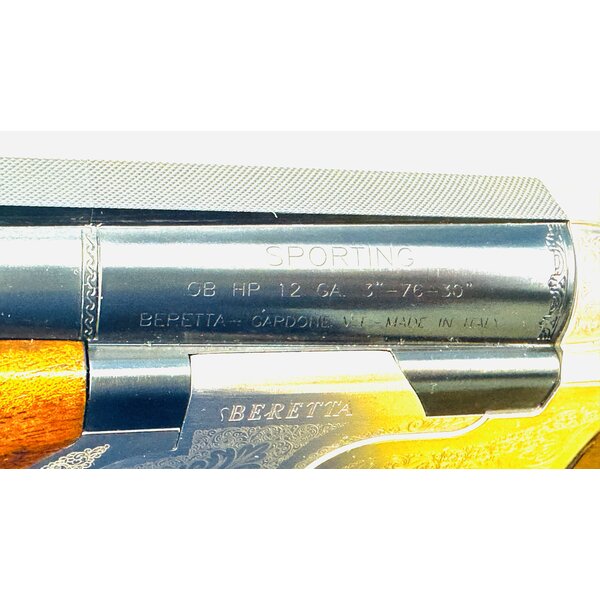 SPORTING
OB HP 12 GA. 3"-76-30"
BERETTA - GARDONE V.T. - MADE IN ITALY
BERETTA